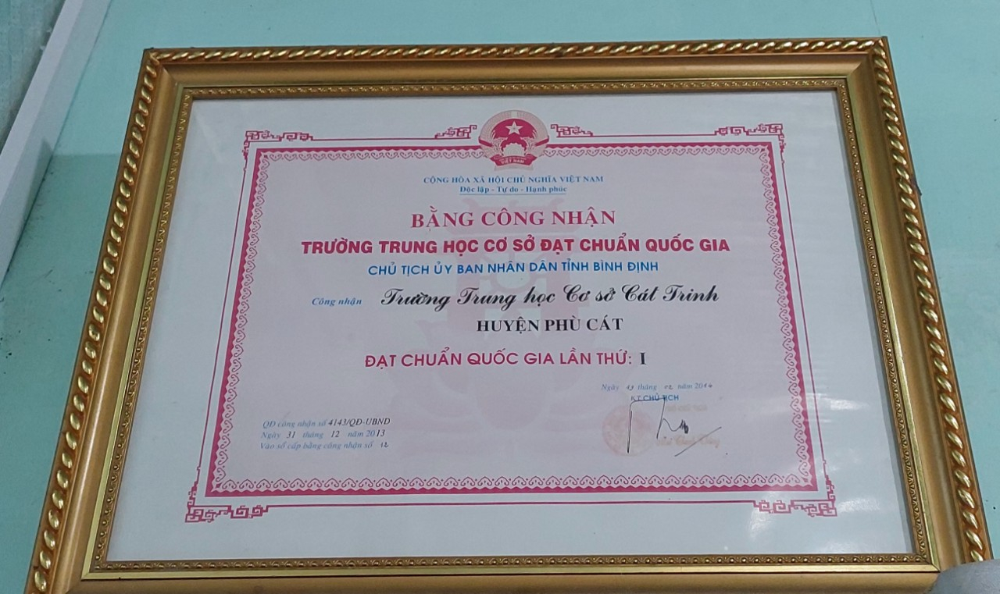 VIỆT NAM
CỘNG HÒA XÃ HỘI CHỦ NGHĨA VIỆT NAM
Độc lập - Tự do - Hạnh phúc
BẰNG CÔNG NHẬN
TRƯỜNG TRUNG HỌC CƠ SỞ ĐẠT CHUẨN QUỐC GIA
CHỦ TỊCH ỦY BAN NHÂN DÂN TỈNH BÌNH ĐỊNH
Công nhận Trường Trung học Cơ sở Cát Trinh
HUYỆN PHÙ CÁT
ĐẠT CHUẨN QUỐC GIA LẦN THỨ: I
Ngày 13 tháng 02 năm 2014
KT CHỦ TỊCH
QĐ công nhận số 4143/QĐ-UBND
Ngày 31 tháng 12 năm 2013
Vào sổ cấp bằng công nhận số 12